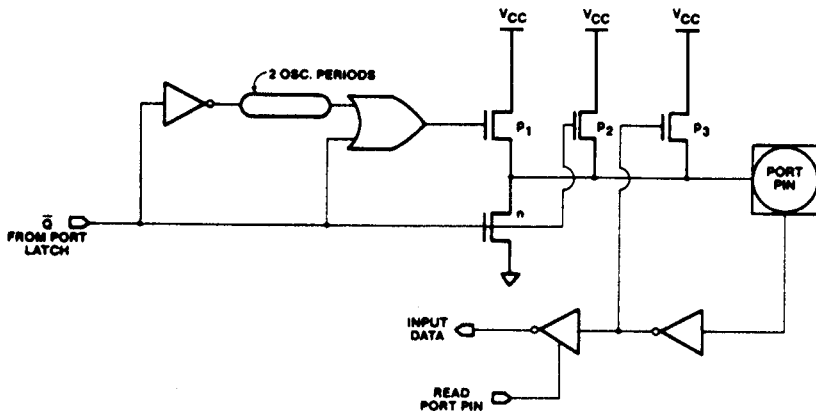 VCC
VCC
VCC
2 OSC. PERIODS
P1
P2
P3
PORT
PIN
Q̅
FROM PORT
LATCH
n
INPUT
DATA
READ
PORT PIN